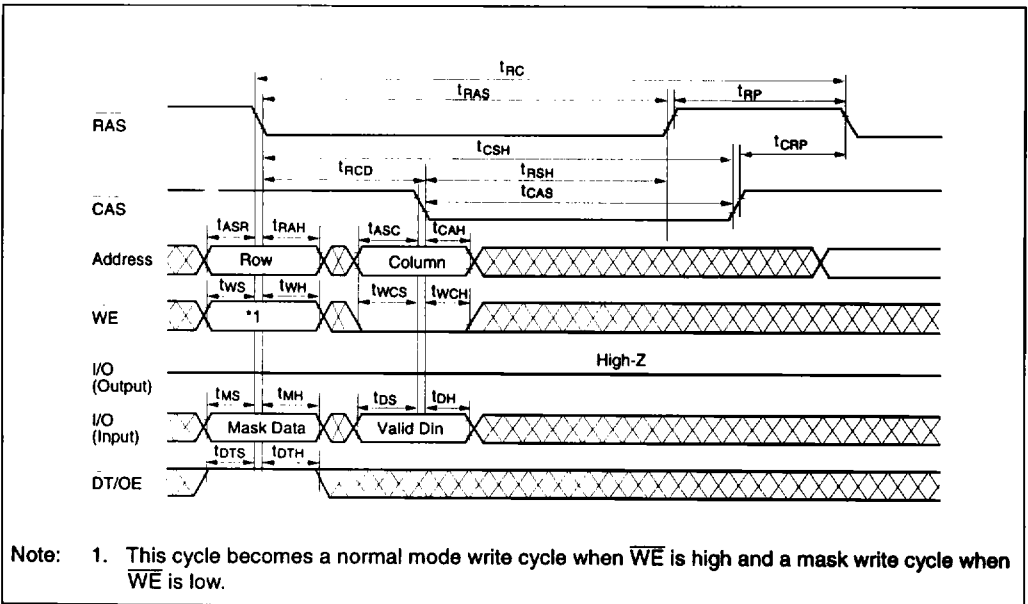 tRC
tRAS tRP
RAS
tCSH tCRP
tRCD tRSH
tCAS
CAS
tASR tRAH tASC tCAH
Address Row Column
tWS tWH tWCS tWCH
WE *1
High-Z
I/O
(Output)
tMS tMH tDS tDH
I/O
(Input) Mask Data Valid Din
tDTS tDTH
DT/OE
Note: 1. This cycle becomes a normal mode write cycle when W̅E̅ is high and a mask write cycle when
W̅E̅ is low.